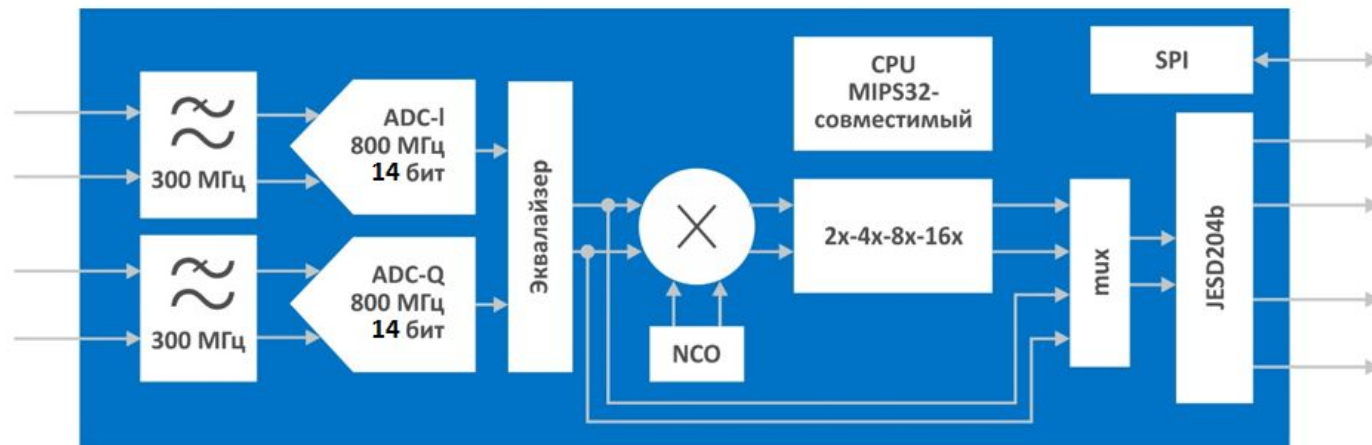 300 МГц
ADC-I
800 МГц
14 бит
300 МГц
ADC-Q
800 МГц
14 бит
Эквалайзер
NCO
CPU
MIPS32-
совместимый
2x-4x-8x-16x
mux
SPI
JESD204b